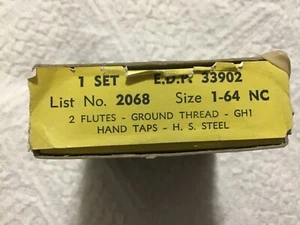 1 SET E.D.P. 33902
List No. 2068 Size 1-64 NC
2 FLUTES - GROUND THREAD - GH1
HAND TAPS - H. S. STEEL